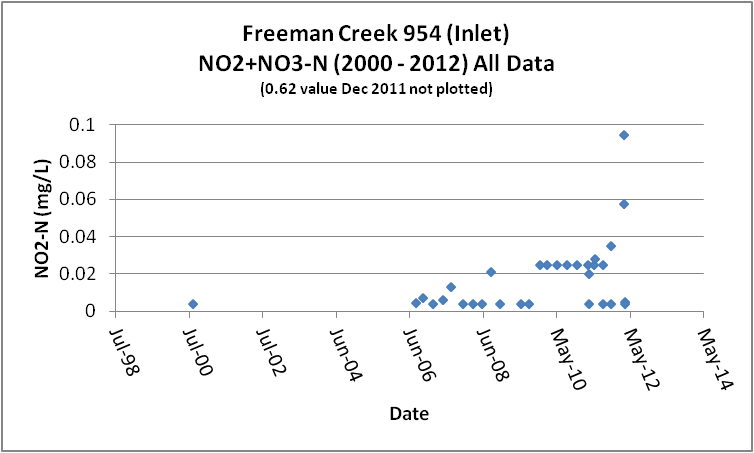 Freeman Creek 954 (Inlet)
NO2+NO3-N (2000 - 2012) All Data
(0.62 value Dec 2011 not plotted)
NO2-N (mg/L)
0.1
0.08
0.06
0.04
0.02
0
Jul-98
Jul-00
Jul-02
Jun-04
Jun-06
Jun-08
May-10
May-12
May-14
Date